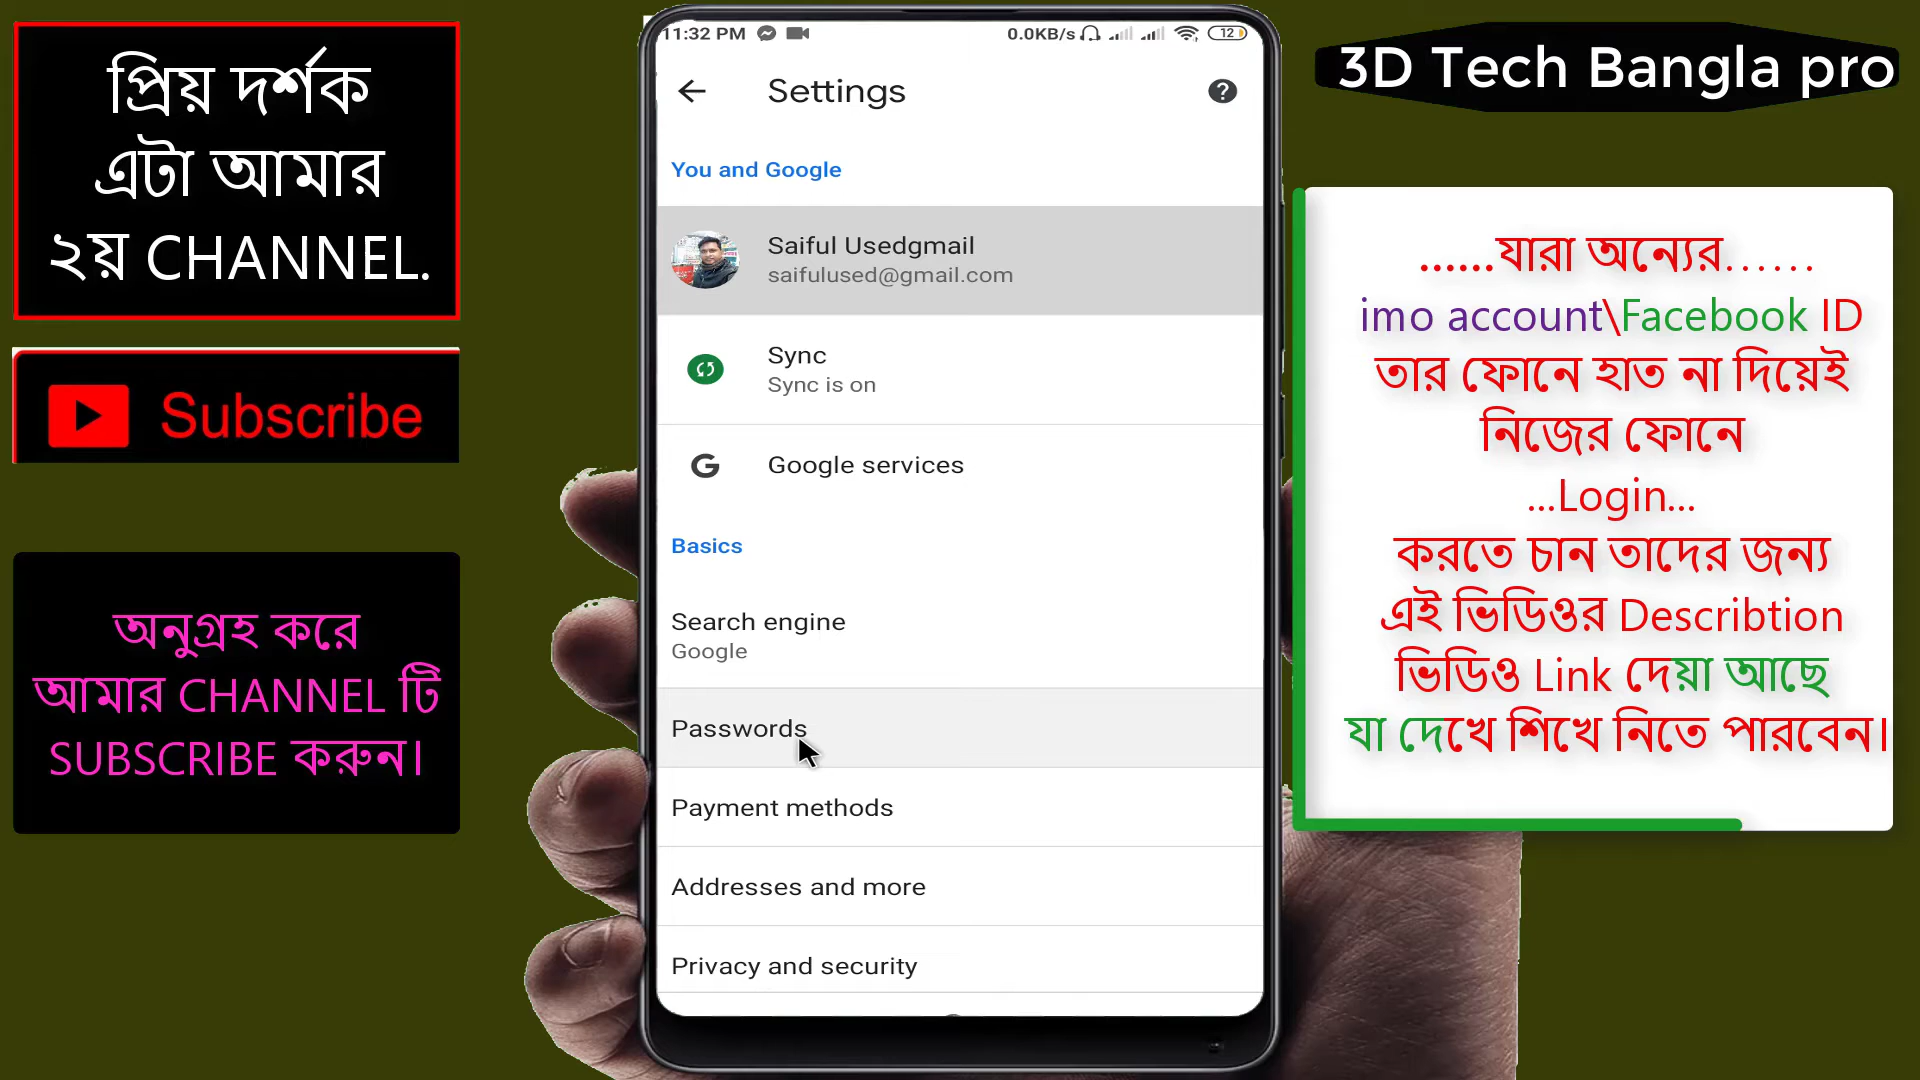 প্রিয় দর্শক
এটা আমার
২য় CHANNEL.
Subscribe
অনুগ্রহ করে
আমার CHANNEL টি
SUBSCRIBE করুন।
11:32 PM
0.0KB/s
12
Settings
You and Google
Saiful Usedgmail
saifulused@gmail.com
Sync
Sync is on
Google services
Basics
Search engine
Google
Passwords
Payment methods
Addresses and more
Privacy and security
3D Tech Bangla pro
......যারা অন্যের......
imo account\Facebook ID
তার ফোনে হাত না দিয়েই
নিজের ফোনে
...Login...
করতে চান তাদের জন্য
এই ভিডিওর Describtion
ভিডিও Link দেয়া আছে
যা দেখে শিখে নিতে পারবেন।